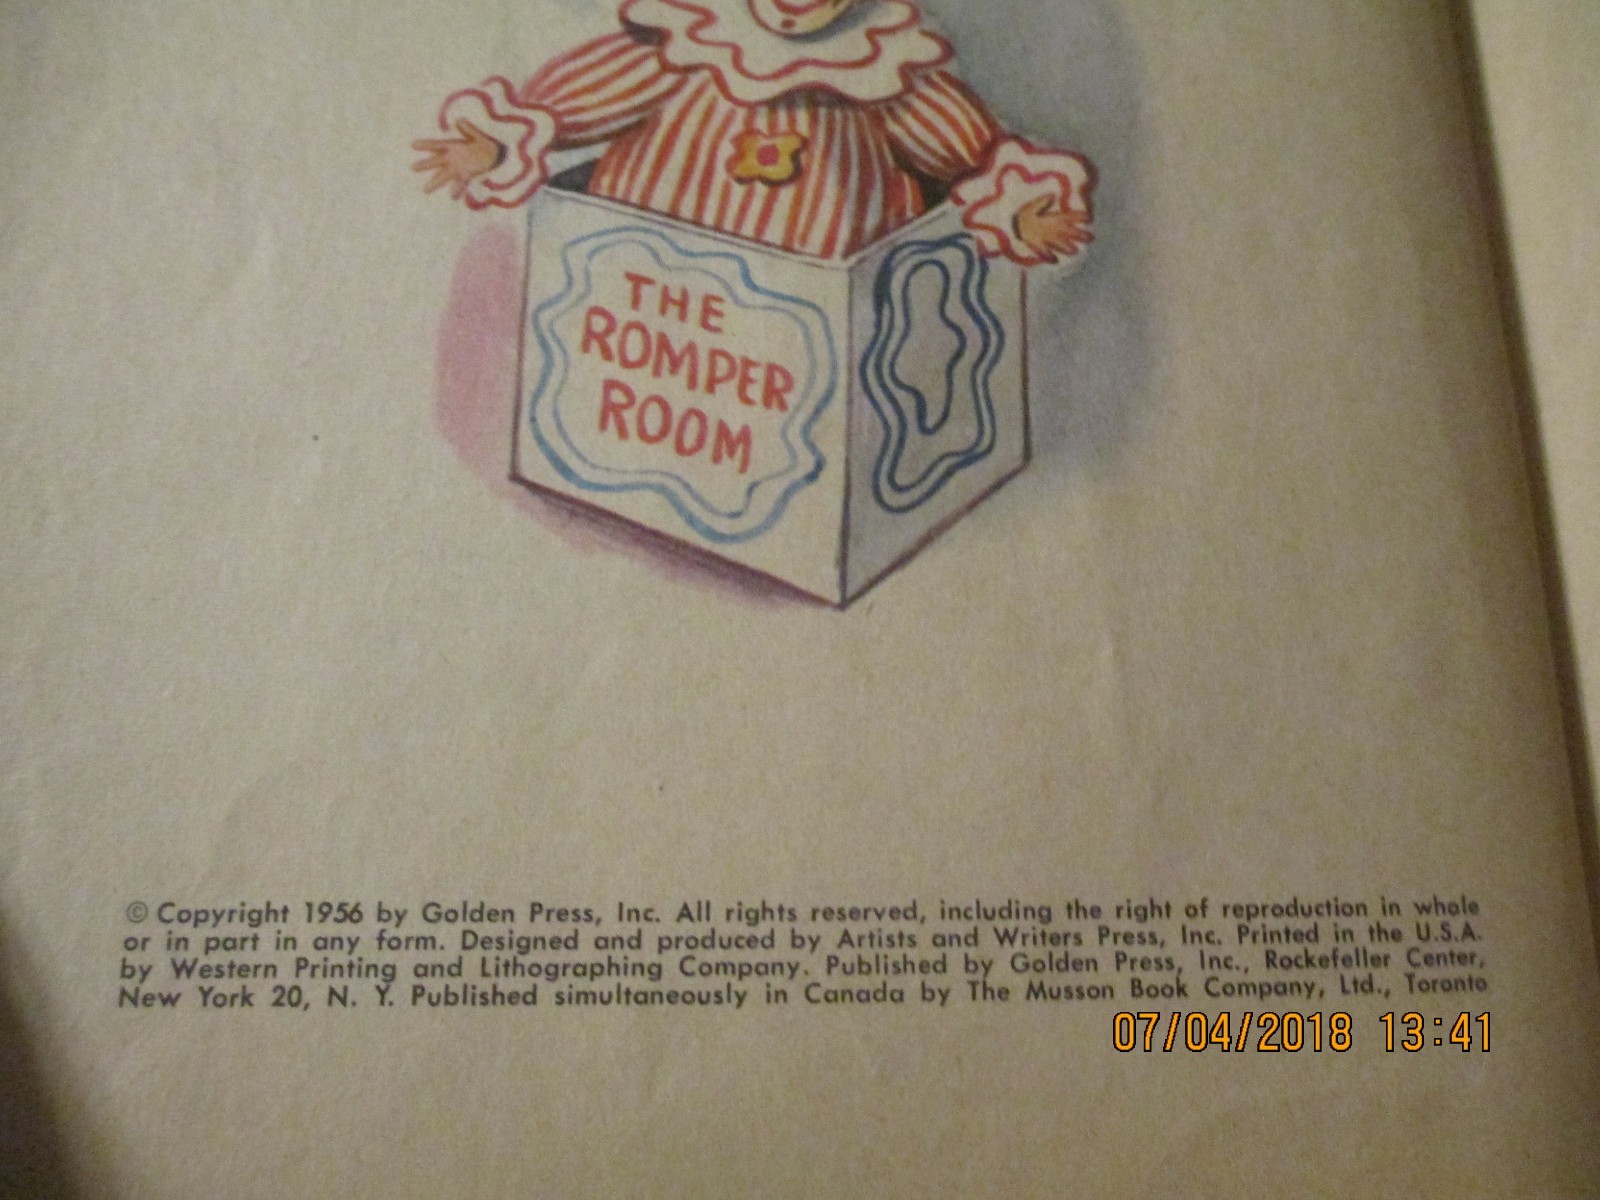 THE
ROMPER
ROOM
© Copyright 1956 by Golden Press, Inc. All rights reserved, including the right of reproduction in whole
or in part in any form. Designed and produced by Artists and Writers Press, Inc. Printed in the U.S.A.
by Western Printing and Lithographing Company. Published by Golden Press, Inc., Rockefeller Center,
New York 20, N. Y. Published simultaneously in Canada by The Musson Book Company, Ltd., Toronto
07/04/2018 13:41